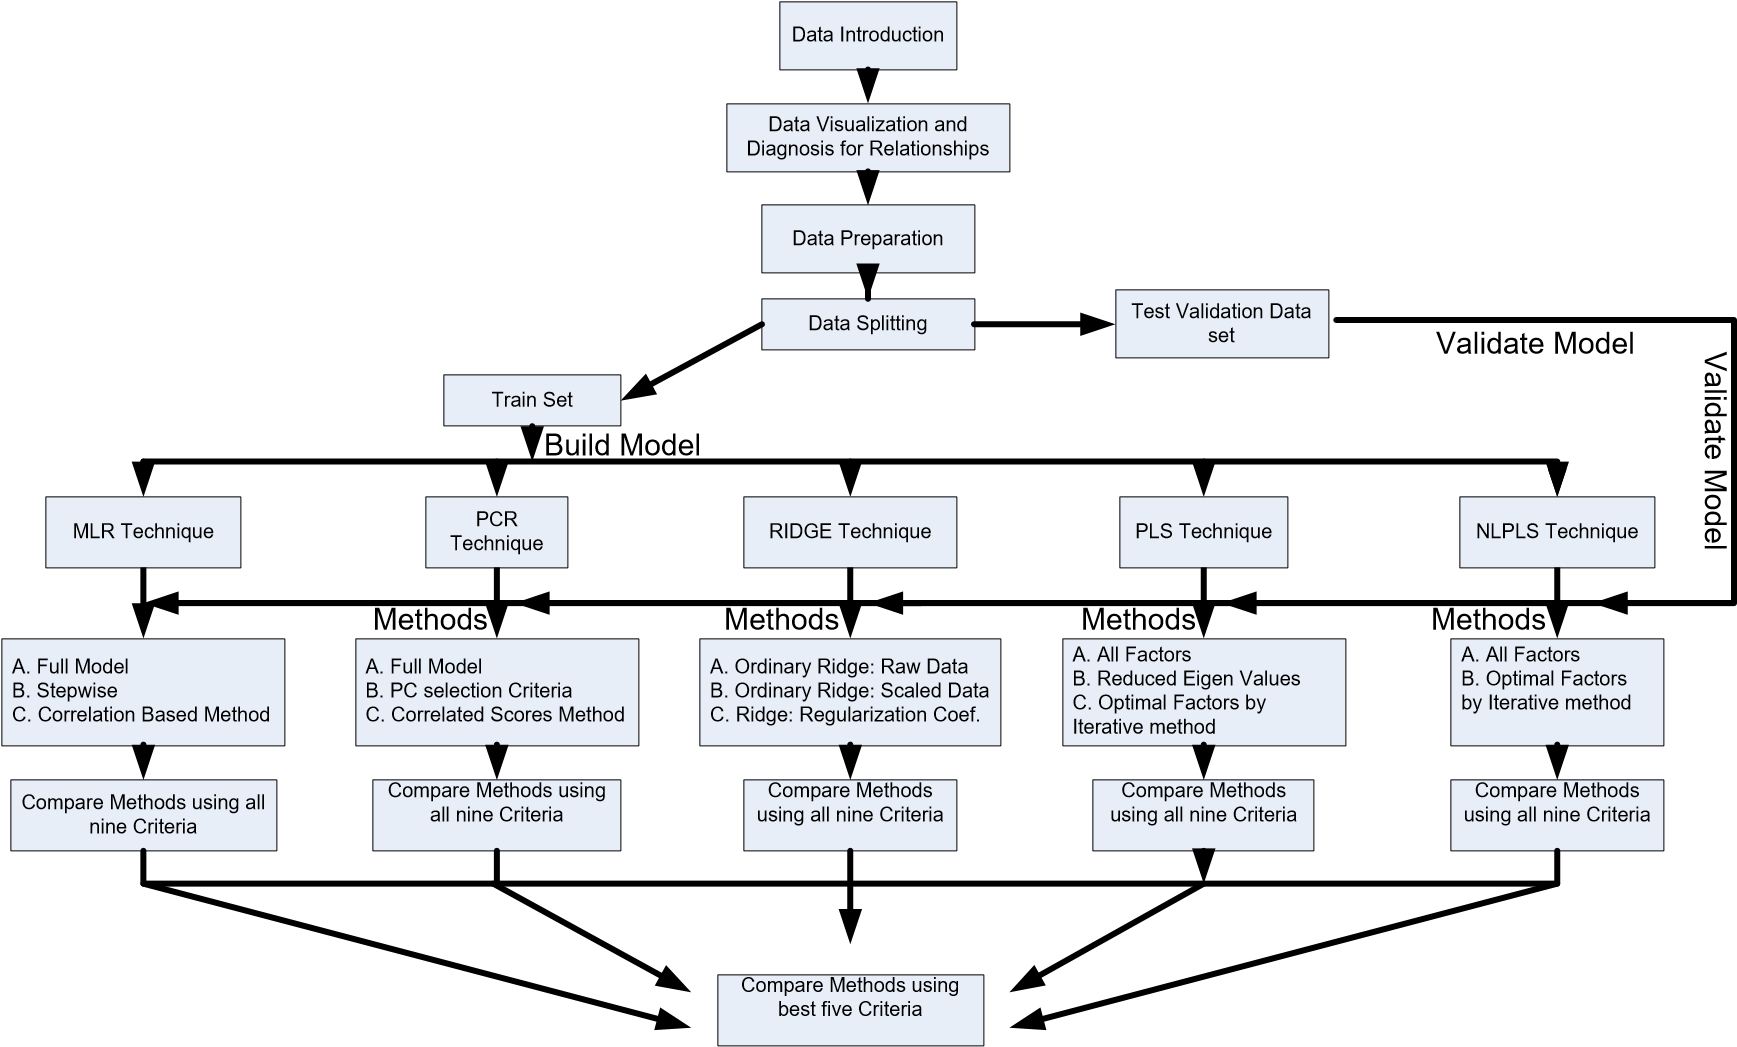 Data Introduction
Data Visualization and
Diagnosis for Relationships
Data Preparation
Data Splitting
Test Validation Data
set
Validate Model
Validate Model
Train Set
Build Model
MLR Technique
PCR
Technique
RIDGE Technique
PLS Technique
NLPLS Technique
Methods
Methods
Methods
Methods
A. Full Model
B. Stepwise
C. Correlation Based Method
A. Full Model
B. PC selection Criteria
C. Correlated Scores Method
A. Ordinary Ridge: Raw Data
B. Ordinary Ridge: Scaled Data
C. Ridge: Regularization Coef.
A. All Factors
B. Reduced Eigen Values
C. Optimal Factors by
Iterative method
A. All Factors
B. Optimal Factors
by Iterative method
Compare Methods using all
nine Criteria
Compare Methods using
all nine Criteria
Compare Methods
using all nine Criteria
Compare Methods
using all nine Criteria
Compare Methods
using all nine Criteria
Compare Methods using
best five Criteria